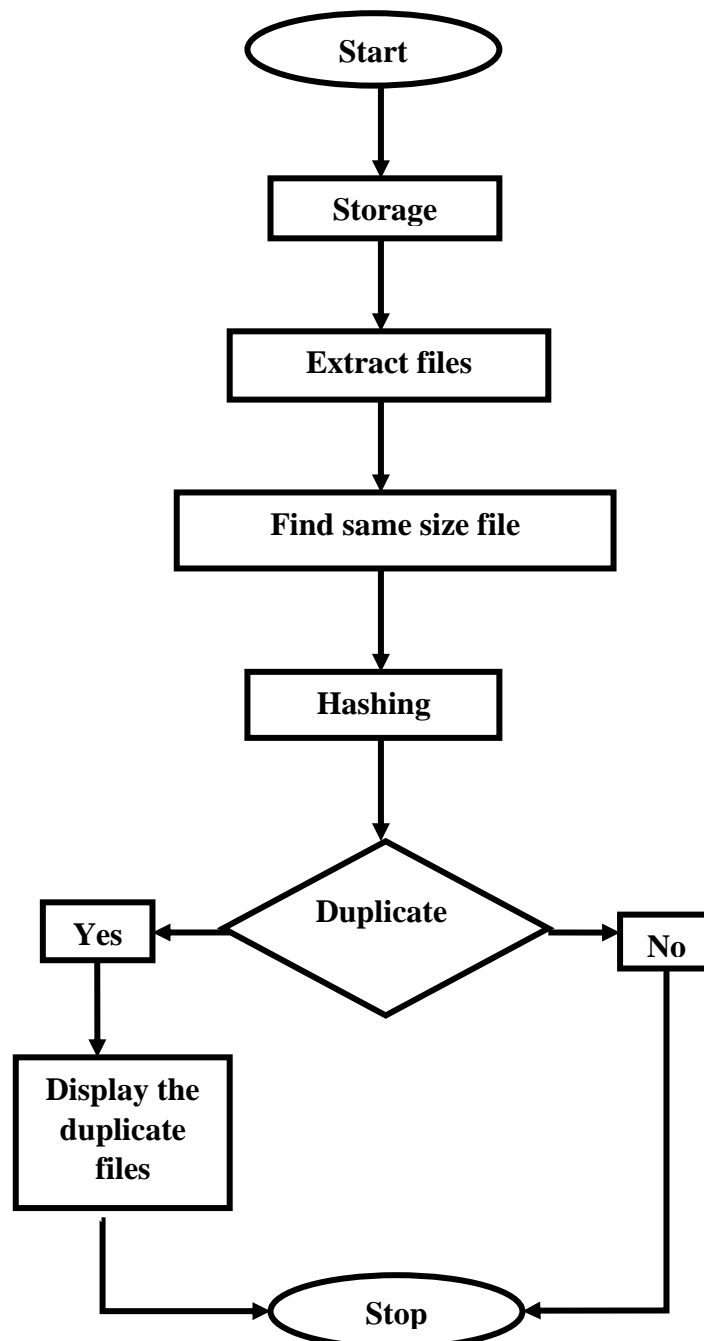 Start
Storage
Extract files
Find same size file
Hashing
Duplicate
Yes
No
Display the
duplicate
files
Stop